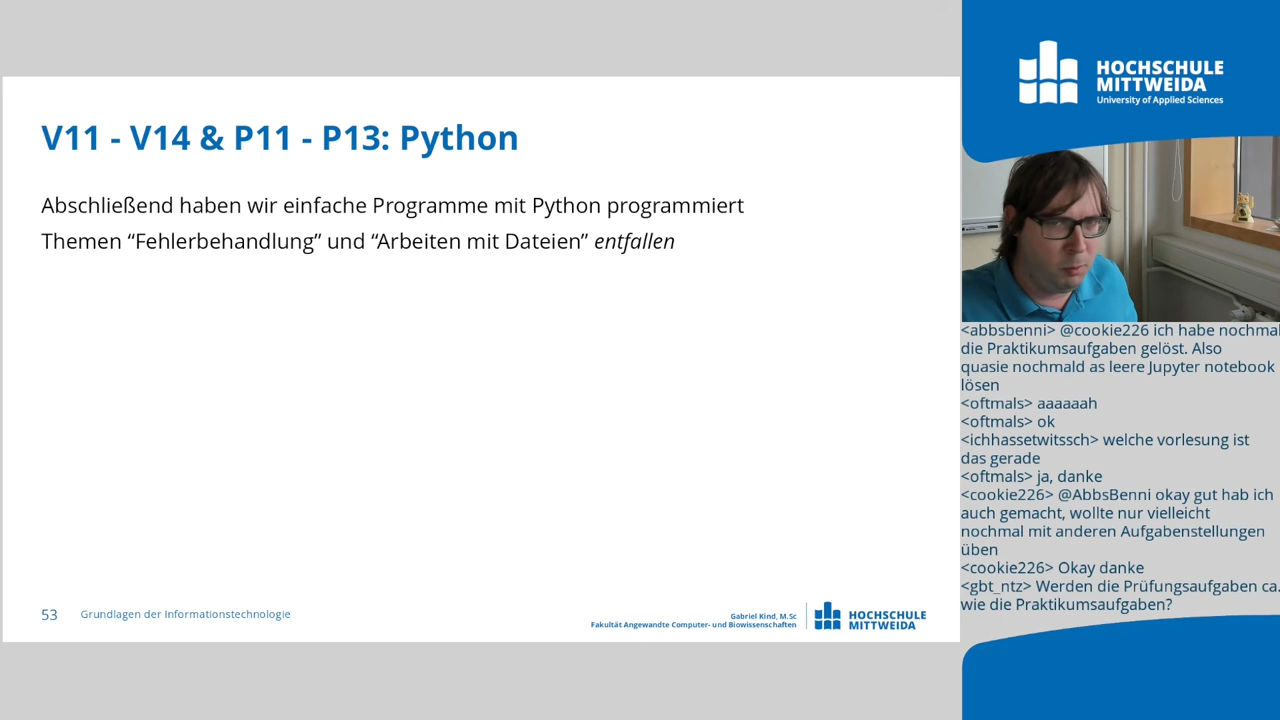 V11 - V14 & P11 - P13: Python
Abschließend haben wir einfache Programme mit Python programmiert
Themen “Fehlerbehandlung” und “Arbeiten mit Dateien” entfallen
53 Grundlagen der Informationstechnologie
Gabriel Kind, M.Sc
Fakultät Angewandte Computer- und Biowissenschaften
HOCHSCHULE
MITTWEIDA
HOCHSCHULE
MITTWEIDA
University of Applied Sciences
<abbsbenni> @cookie226 ich habe nochmal
die Praktikumsaufgaben gelöst. Also
quasie nochmald as leere Jupyter notebook
lösen
<oftmals> aaaaaah
<oftmals> ok
<ichhassetwitssch> welche vorlesung ist
das gerade
<oftmals> ja, danke
<cookie226> @AbbsBenni okay gut hab ich
auch gemacht, wollte nur vielleicht
nochmal mit anderen Aufgabenstellungen
üben
<cookie226> Okay danke
<gbt_ntz> Werden die Prüfungsaufgaben ca.
wie die Praktikumsaufgaben?